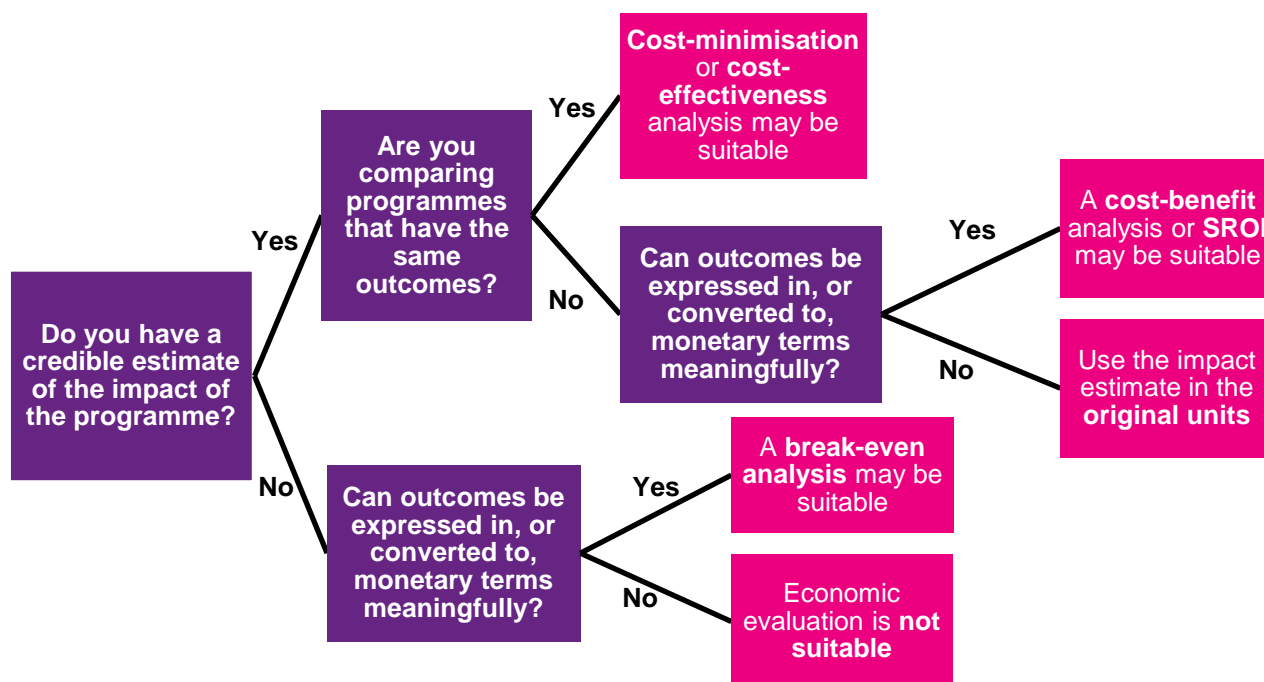 Cost-minimisation
or cost-
effectiveness
analysis may be
suitable
Yes
Are you
comparing
programmes
that have the
same
outcomes?
Yes
No
A cost-benefit
analysis or SROI
may be suitable
Yes
Can outcomes be
expressed in, or
converted to,
monetary terms
meaningfully?
No
Use the impact
estimate in the
original units
Do you have a
credible estimate
of the impact of
the programme?
No
Can outcomes be
expressed in, or
converted to,
monetary terms
meaningfully?
Yes
A break-even
analysis may be
suitable
No
Economic
evaluation is not
suitable